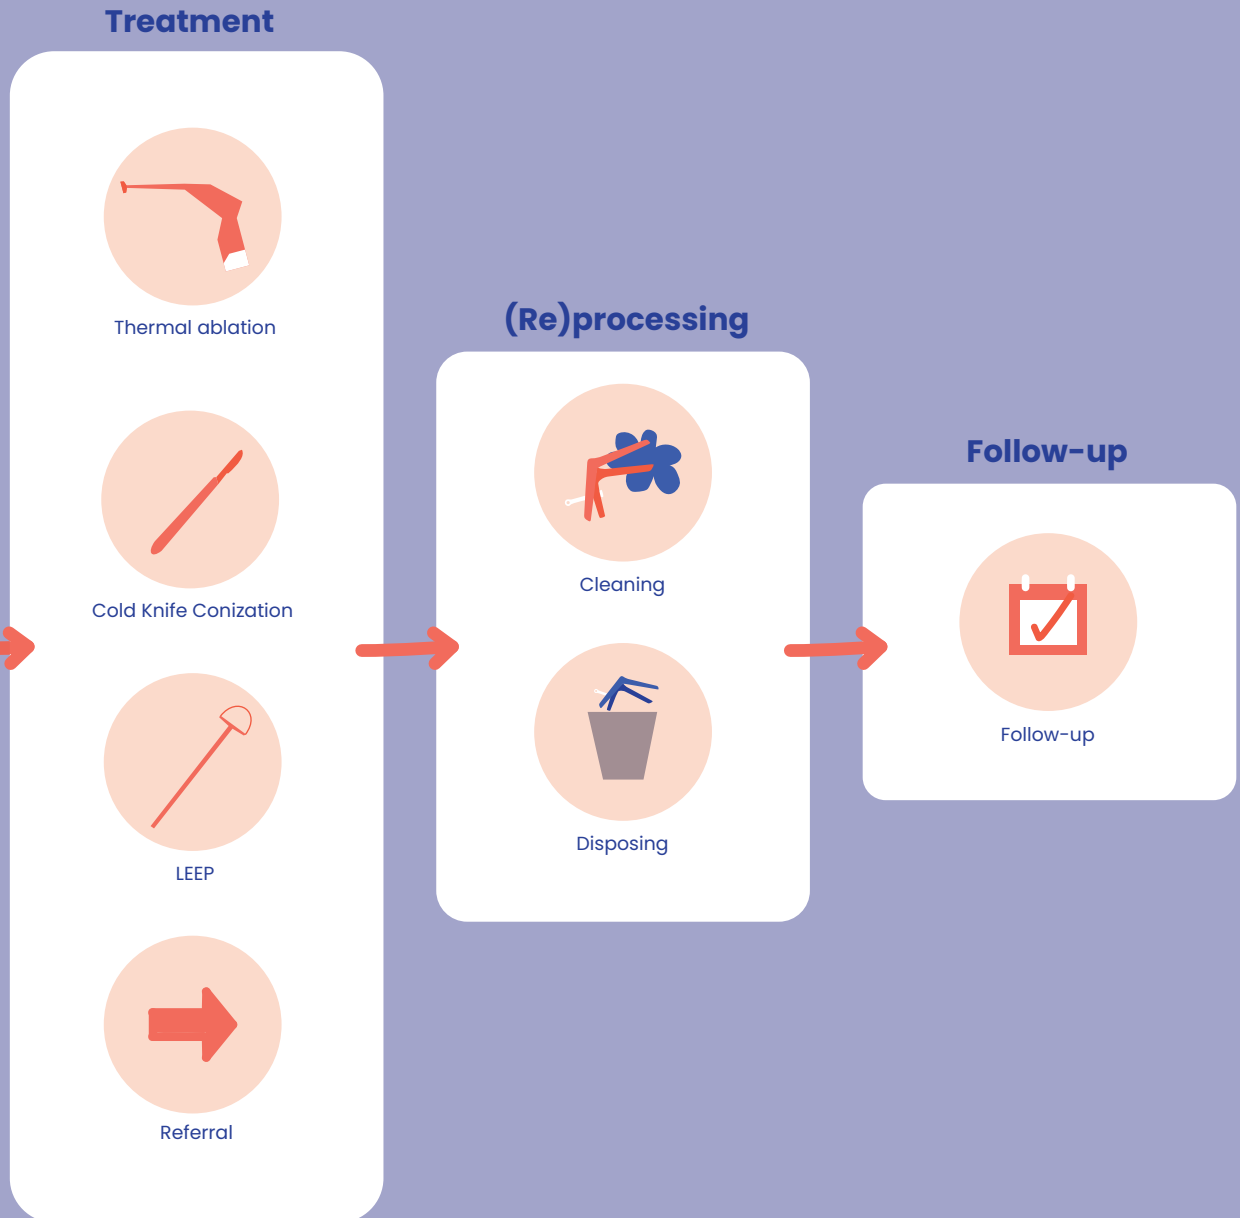 Treatment
Thermal ablation
Cold Knife Conization
LEEP
Referral
(Re)processing
Cleaning
Disposing
Follow-up
Follow-up